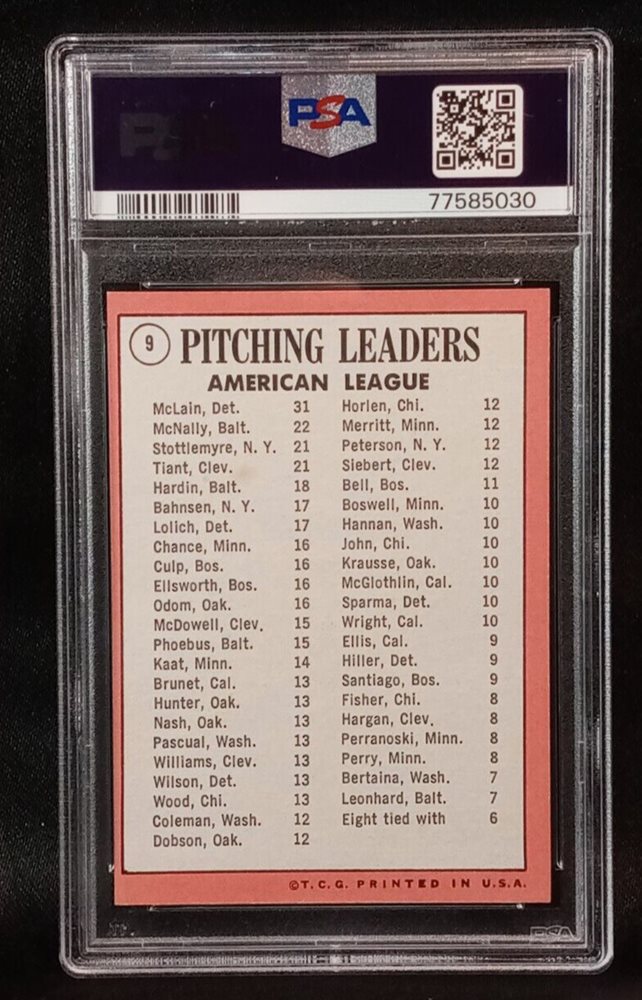 PSA
77585030
9 PITCHING LEADERS
AMERICAN LEAGUE
McLain, Det. 31
McNally, Balt. 22
Stottlemyre, N. Y. 21
Tiant, Clev. 21
Hardin, Balt. 18
Bahnsen, N. Y. 17
Lolich, Det. 17
Chance, Minn. 16
Culp, Bos. 16
Ellsworth, Bos. 16
Odom, Oak. 16
McDowell, Clev. 15
Phoebus, Balt. 15
Kaat, Minn. 14
Brunet, Cal. 13
Hunter, Oak. 13
Nash, Oak. 13
Pascual, Wash. 13
Williams, Clev. 13
Wilson, Det. 13
Wood, Chi. 13
Coleman, Wash. 12
Dobson, Oak. 12
Horlen, Chi. 12
Merritt, Minn. 12
Peterson, N. Y. 12
Siebert, Clev. 12
Bell, Bos. 11
Boswell, Minn. 10
Hannan, Wash. 10
John, Chi. 10
Krausse, Oak. 10
McGlothlin, Cal. 10
Sparma, Det. 10
Wright, Cal. 10
Ellis, Cal. 9
Hiller, Det. 9
Santiago, Bos. 9
Fisher, Chi. 8
Hargan, Clev. 8
Perranoski, Minn. 8
Perry, Minn. 8
Bertaina, Wash. 7
Leonhard, Balt. 7
Eight tied with 6
©T. C. G. PRINTED IN U.S.A.
PSA